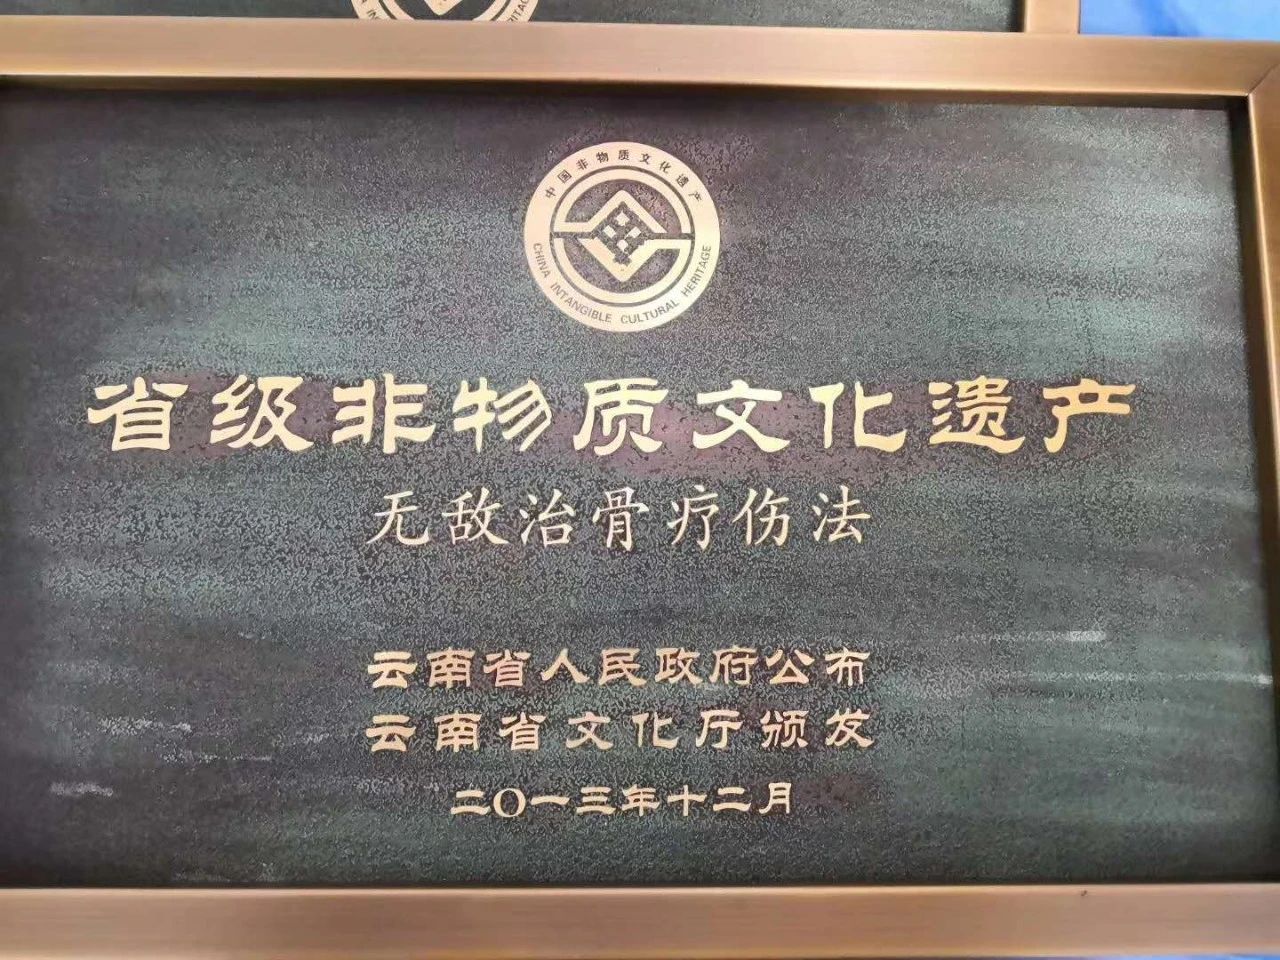 中国非物质文化遗产
CHINA INTANGIBLE CULTURAL HERITAGE
省级非物质文化遗产
无敌治骨疗伤法
云南省人民政府公布
云南省文化厅颁发
二〇一三年十二月